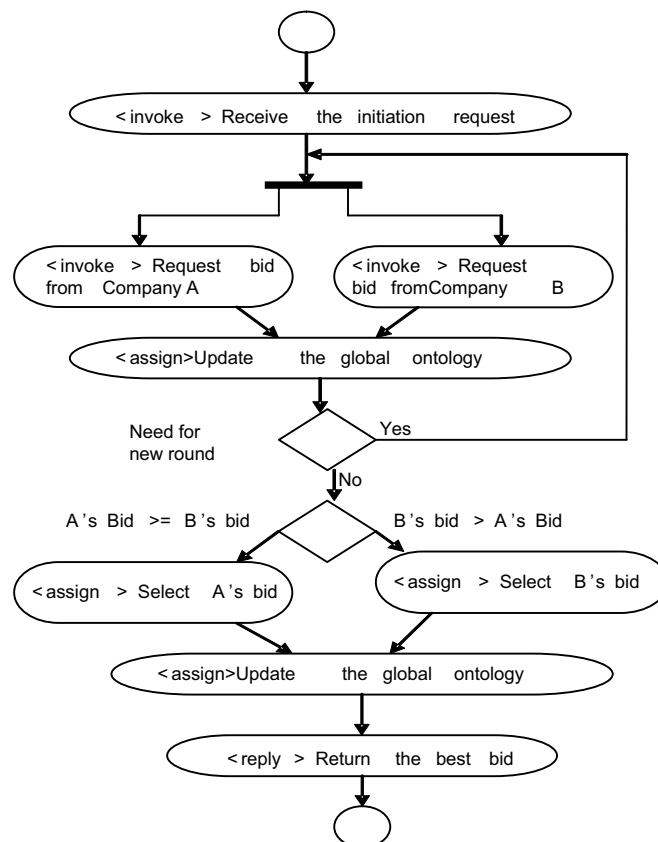 <invoke > Receive the initiation request
<invoke > Request bid
from Company A
<invoke > Request
bid fromCompany B
<assign>Update the global ontology
Need for
new round
Yes
No
A's Bid >= B's bid
B's bid > A's Bid
<assign > Select A's bid
<assign > Select B's bid
<assign>Update the global ontology
<reply > Return the best bid